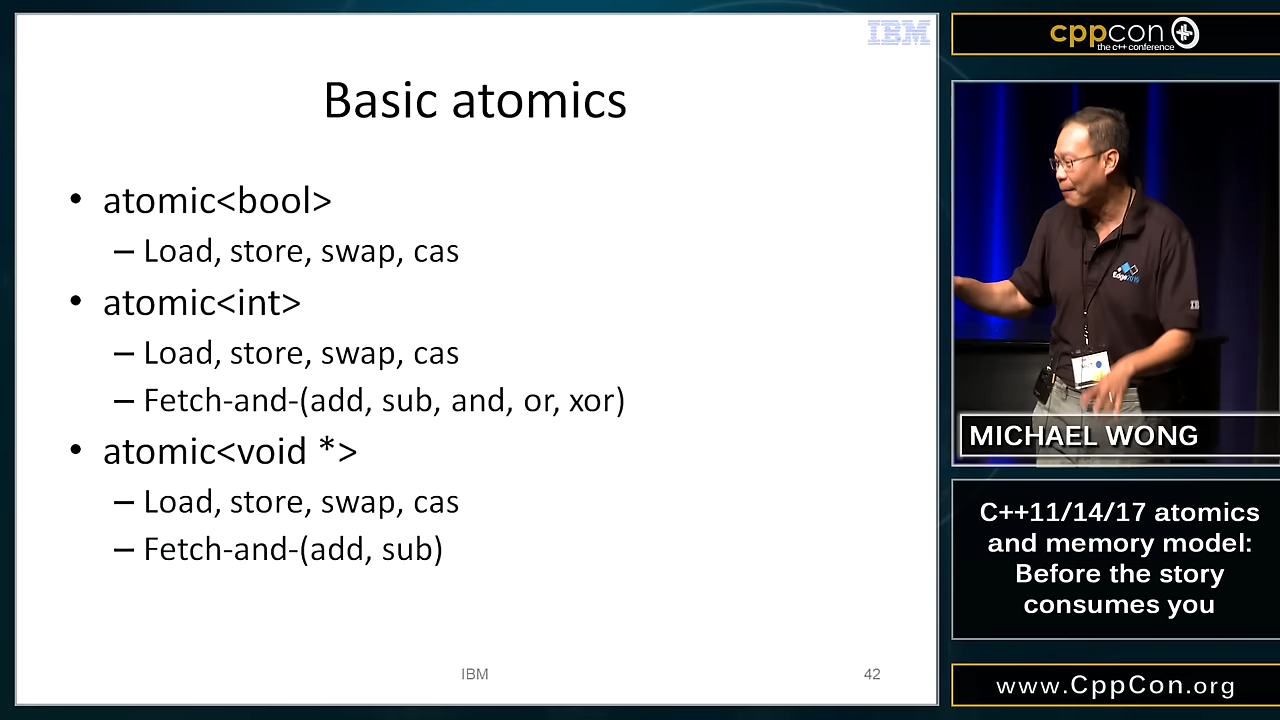 IBM
Basic atomics
• atomic<bool>
– Load, store, swap, cas
• atomic<int>
– Load, store, swap, cas
– Fetch-and-(add, sub, and, or, xor)
• atomic<void *>
– Load, store, swap, cas
– Fetch-and-(add, sub)
IBM
42
cppcon
the c++ conference
MICHAEL WONG
C++11/14/17 atomics
and memory model:
Before the story
consumes you
www.CppCon.org